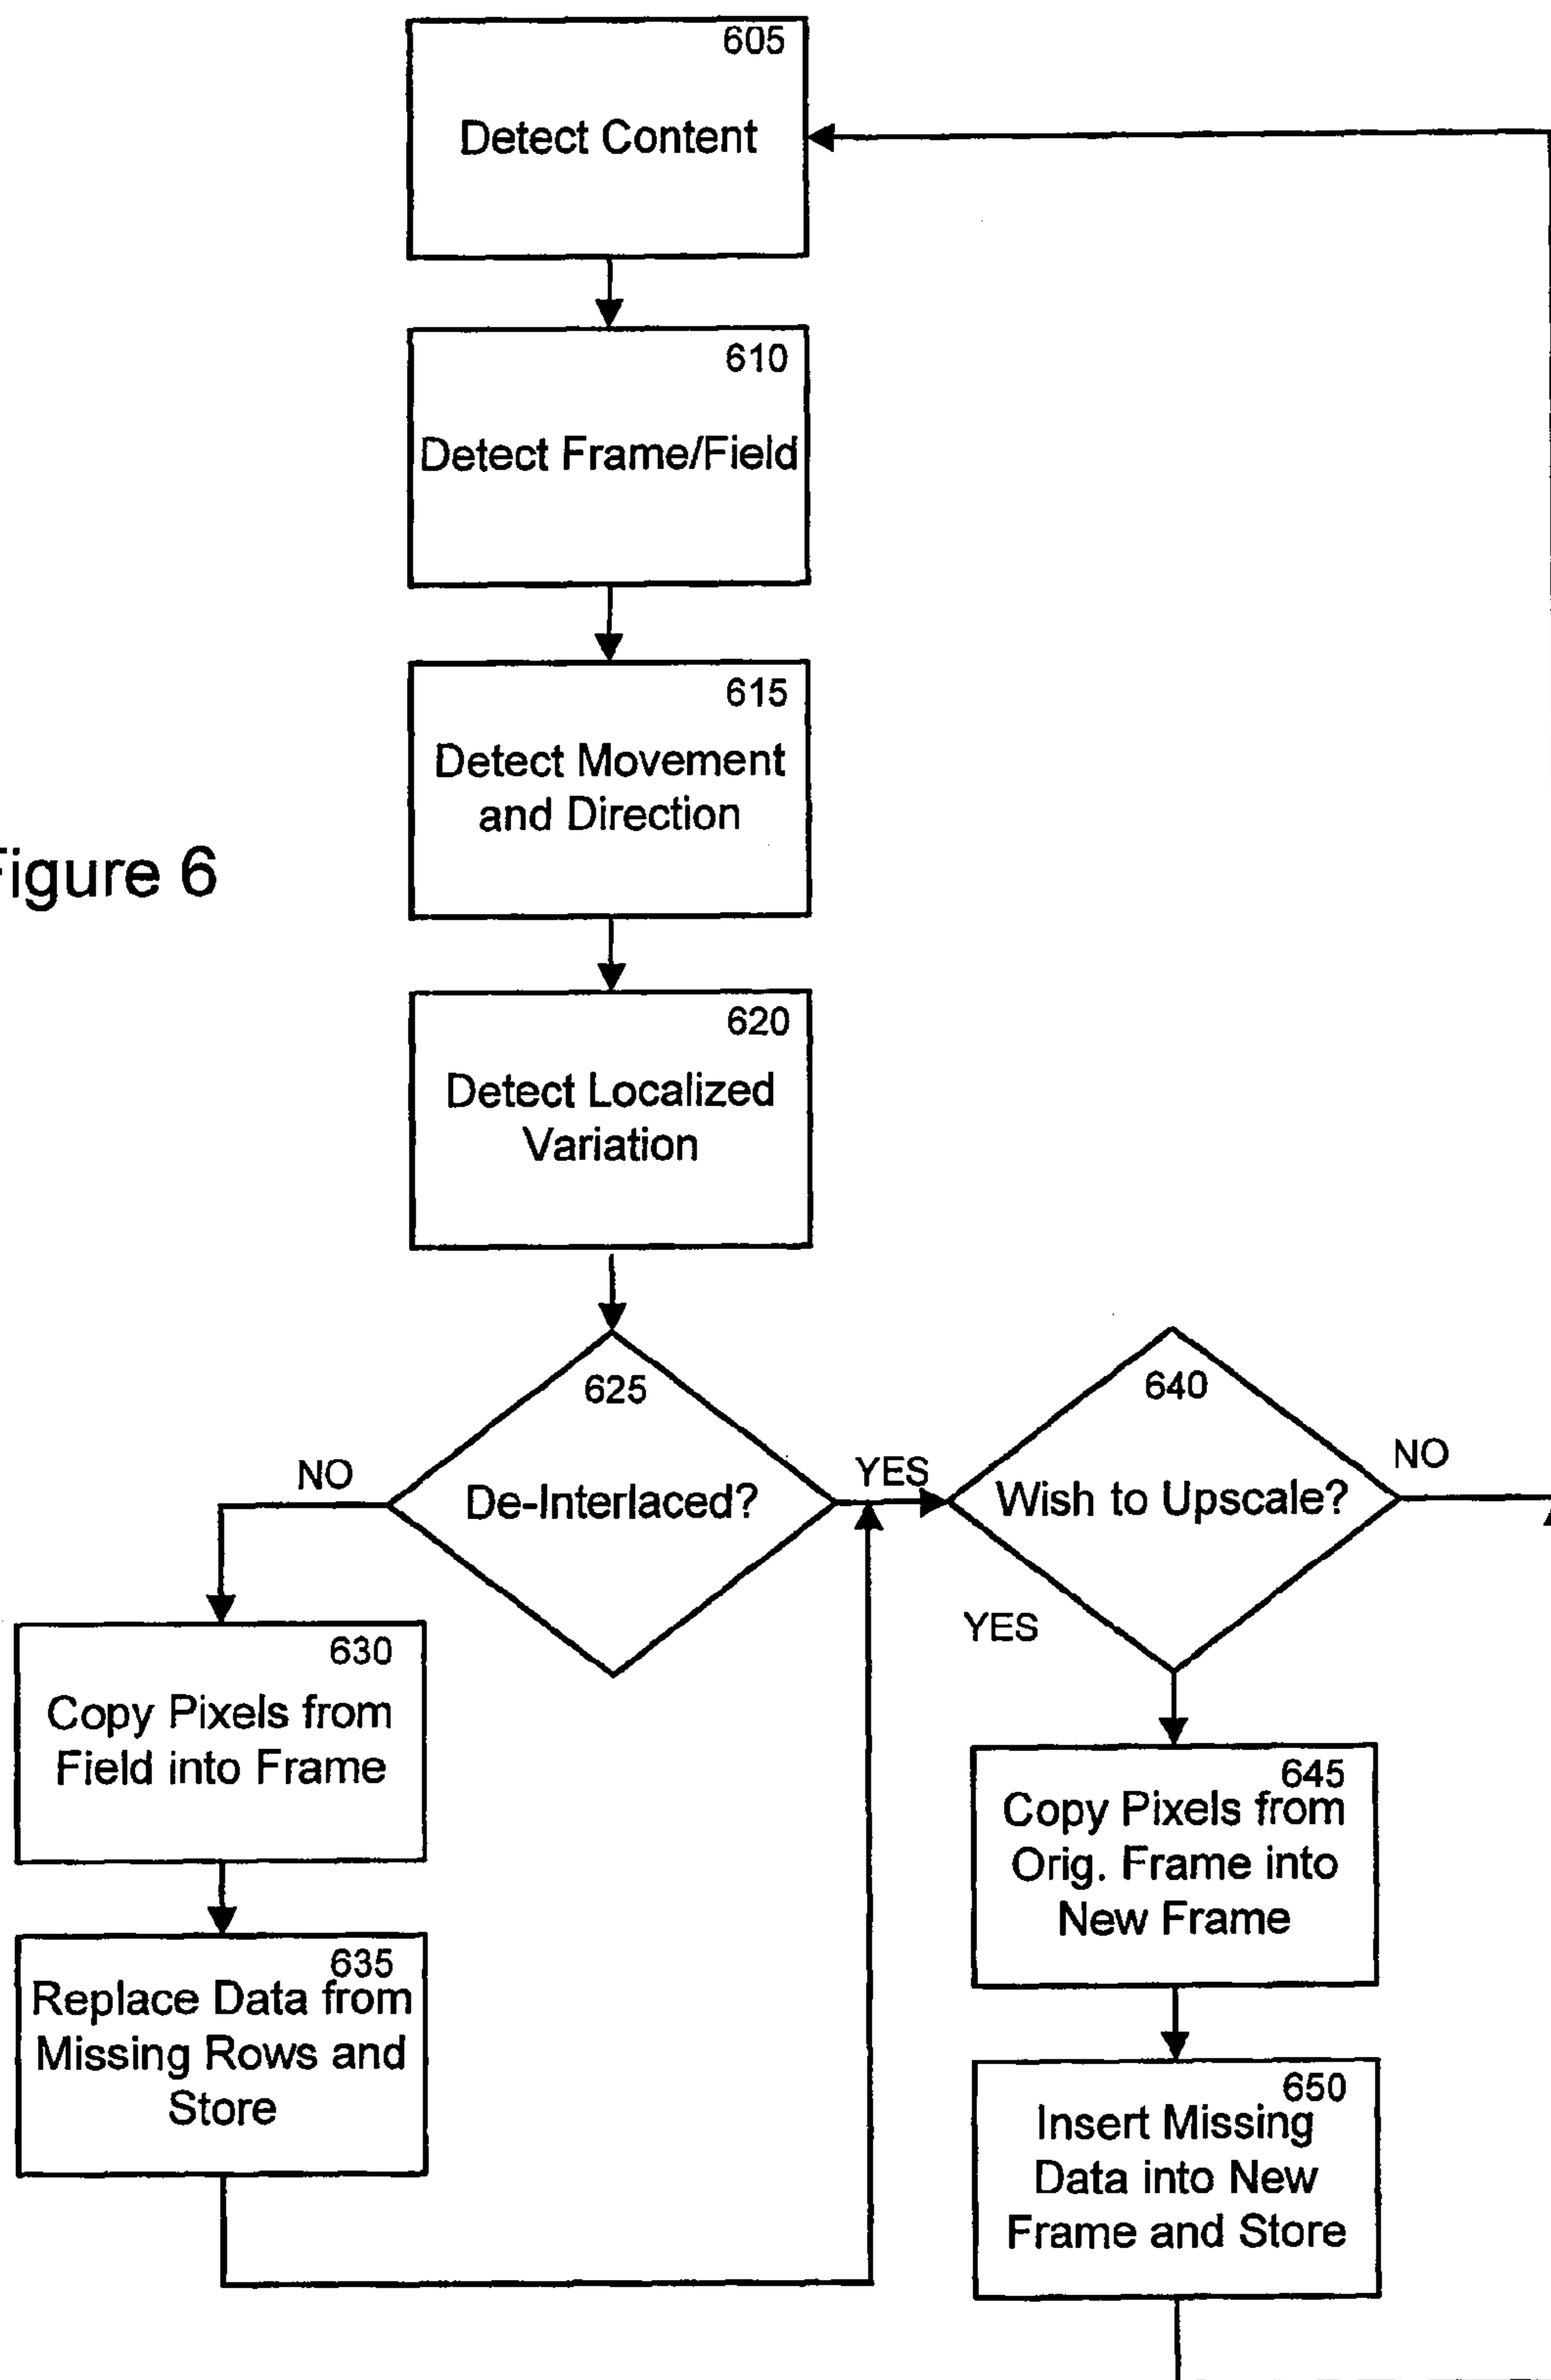 605
Detect Content
610
Detect Frame/Field
615
Detect Movement
and Direction
Figure 6
620
Detect Localized
Variation
625
De-Interlaced?
NO
YES
640
Wish to Upscale?
NO
YES
630
Copy Pixels from
Field into Frame
645
Copy Pixels from
Orig. Frame into
New Frame
635
Replace Data from
Missing Rows and
Store
650
Insert Missing
Data into New
Frame and Store